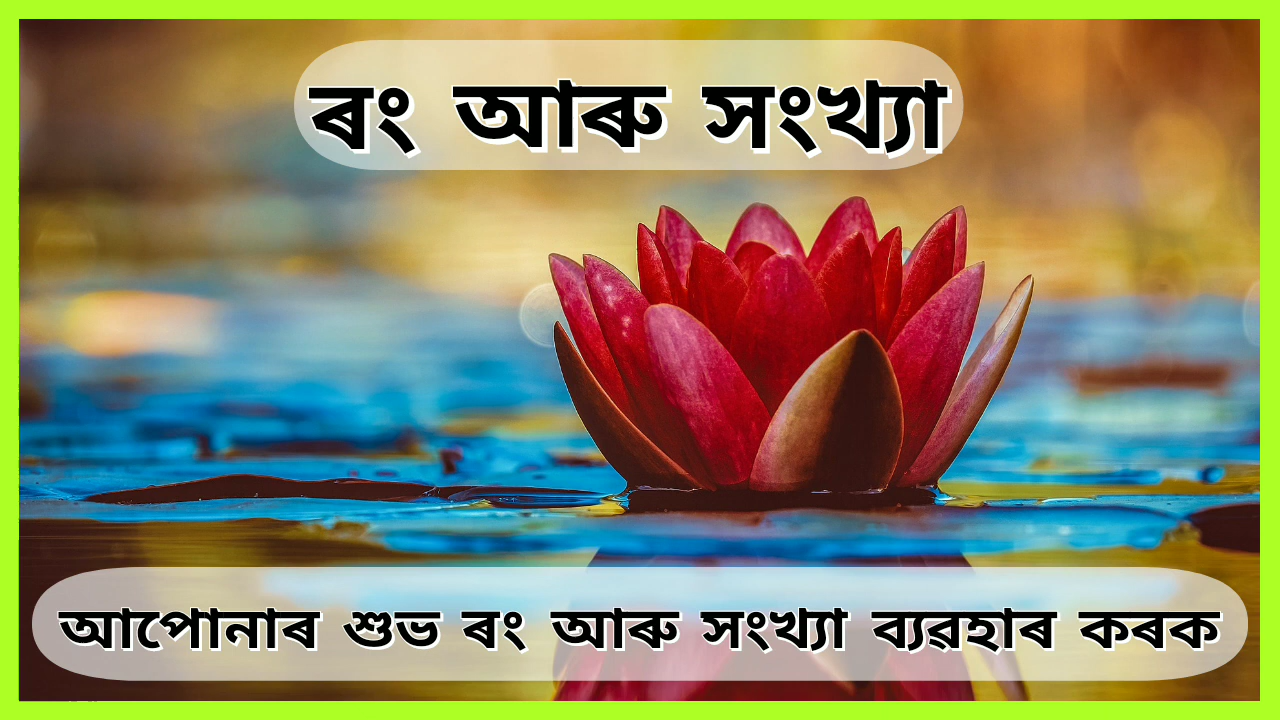 ৰং আৰু সংখ্যা
আপোনাৰ শুভ ৰং আৰু সংখ্যা ব্যৱহাৰ কৰক